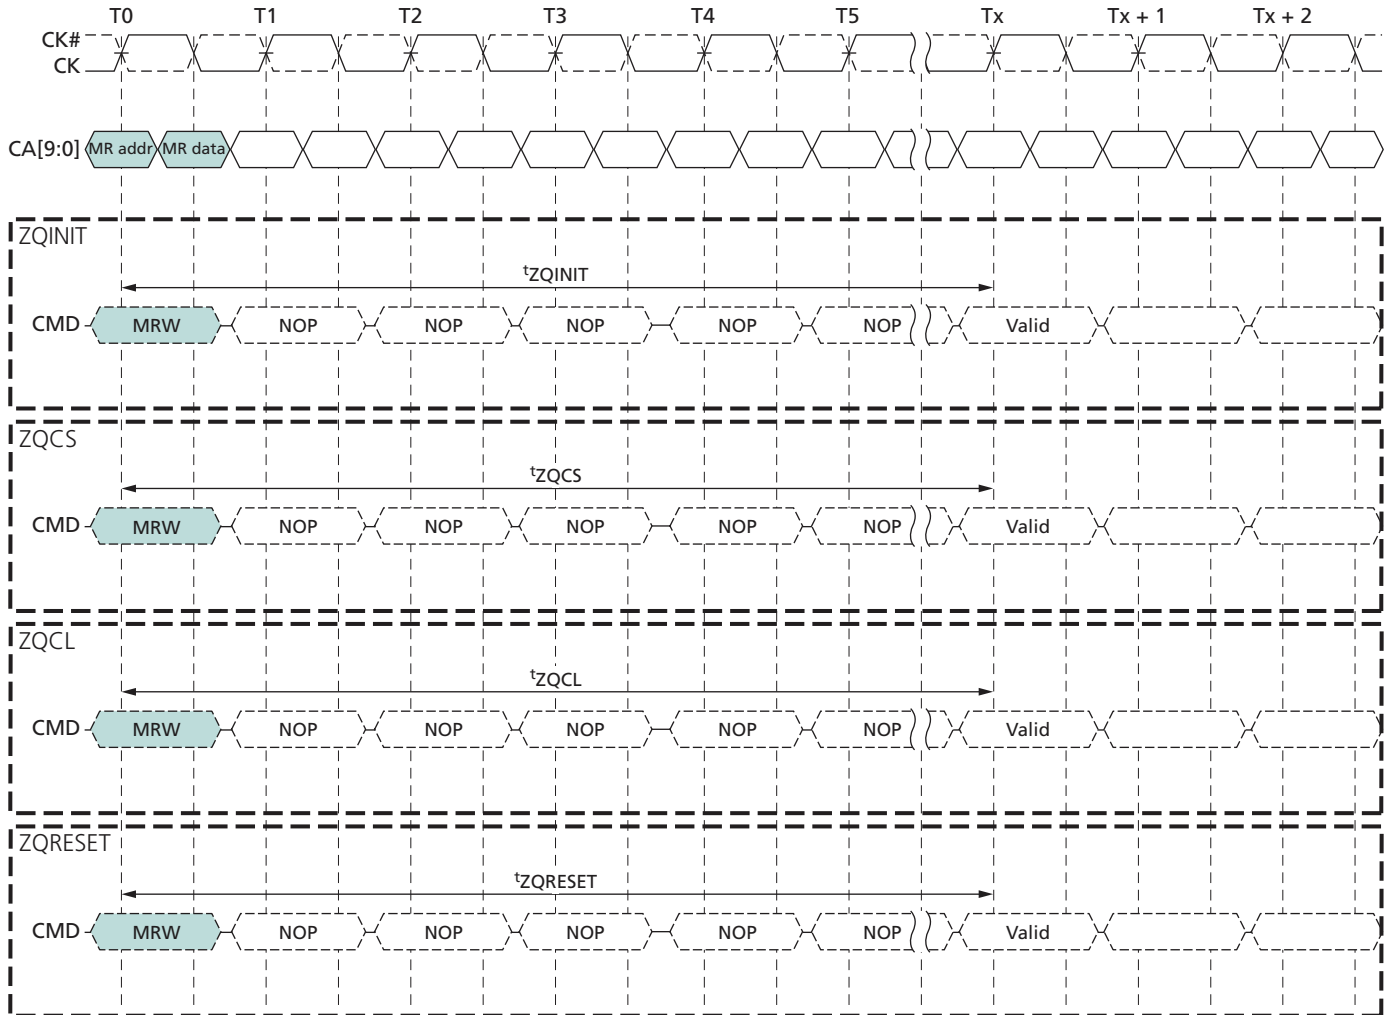 T0 T1 T2 T3 T4 T5 Tx Tx + 1 Tx + 2
CK#
CK
CA[9:0] MR addr MR data
ZQINIT
tZQINIT
CMD MRW NOP NOP NOP NOP NOP Valid
ZQCS
tZQCS
CMD MRW NOP NOP NOP NOP NOP Valid
ZQCL
tZQCL
CMD MRW NOP NOP NOP NOP NOP Valid
ZQRESET
tZQRESET
CMD MRW NOP NOP NOP NOP NOP Valid